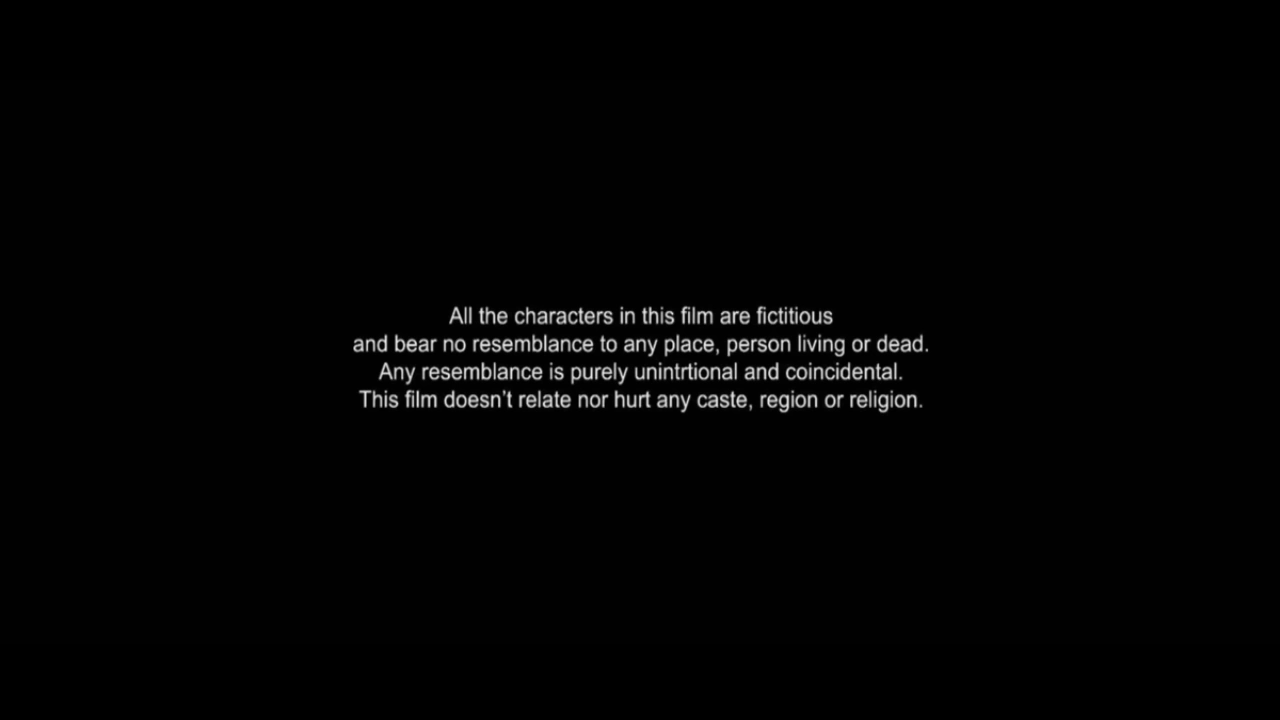 All the characters in this film are fictitious
and bear no resemblance to any place, person living or dead.
Any resemblance is purely unintrtional and coincidental.
This film doesn't relate nor hurt any caste, region or religion.